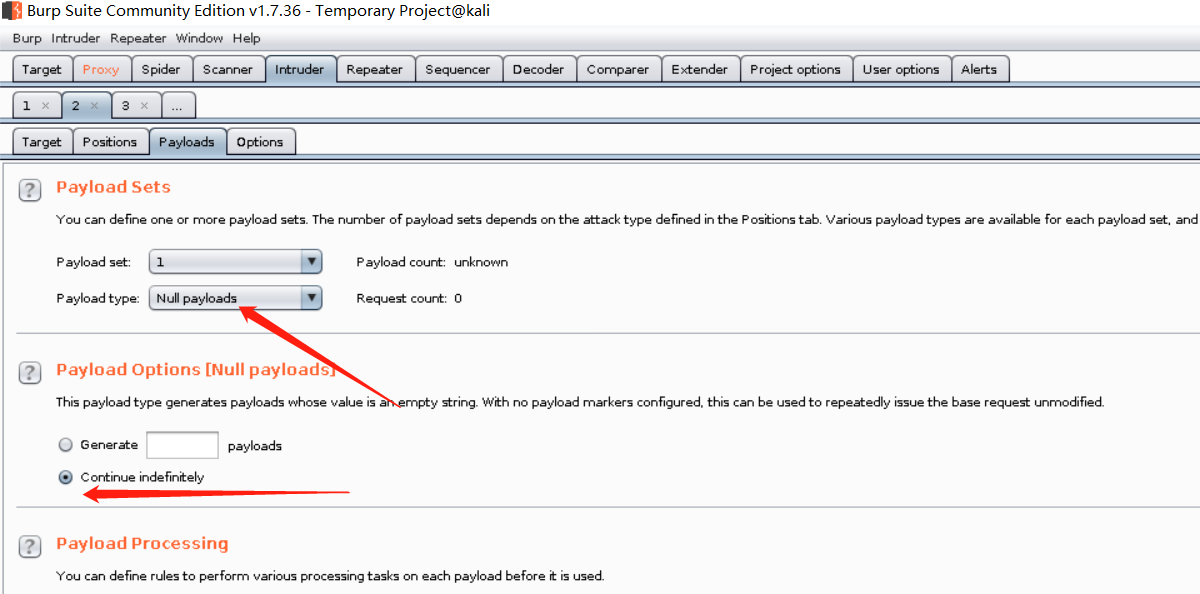 Burp Suite Community Edition v1.7.36 - Temporary Project@kali
Burp Intruder Repeater Window Help
Target Proxy Spider Scanner Intruder Repeater Sequencer Decoder Comparer Extender Project options User options Alerts
1 × 2 × 3 × ...
Target Positions Payloads Options
? Payload Sets
You can define one or more payload sets. The number of payload sets depends on the attack type defined in the Positions tab. Various payload types are available for each payload set, and
Payload set: 1 Payload count: unknown
Payload type: Null payloads Request count: 0
? Payload Options [Null payloads]
This payload type generates payloads whose value is an empty string. With no payload markers configured, this can be used to repeatedly issue the base request unmodified.
Generate payloads
Continue indefinitely
? Payload Processing
You can define rules to perform various processing tasks on each payload before it is used.